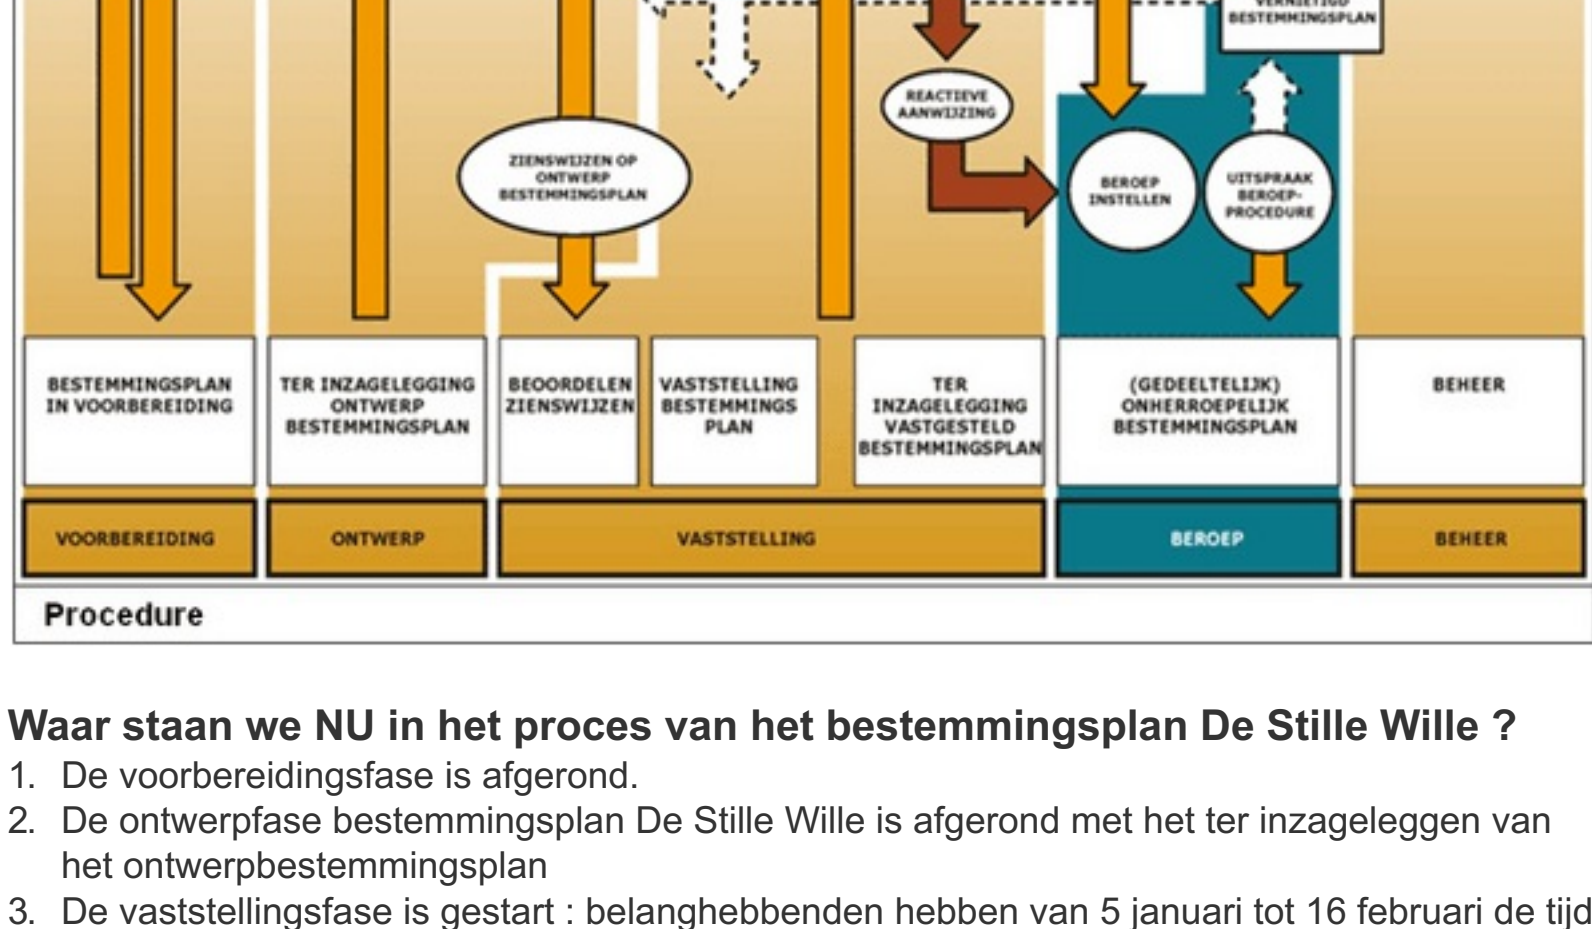 VERNIETIGD
BESTEMMINGSPLAN
REACTIEVE
AANWIJZING
ZIENSWIJZEN OP
ONTWERP
BESTEMMINGSPLAN
BEROEP
INSTELLEN
UITSPRAAK
BEROEP-
PROCEDURE
BESTEMMINGSPLAN
IN VOORBEREIDING
TER INZAGELEGGING
ONTWERP
BESTEMMINGSPLAN
BEOORDELEN
ZIENSWIJZEN
VASTSTELLING
BESTEMMINGS
PLAN
TER
INZAGELEGGING
VASTGESTELD
BESTEMMINGSPLAN
(GEDEELTELIJK)
ONHERROEPELIJK
BESTEMMINGSPLAN
BEHEER
VOORBEREIDING
ONTWERP
VASTSTELLING
BEROEP
BEHEER
Procedure
Waar staan we NU in het proces van het bestemmingsplan De Stille Wille ?
1. De voorbereidingsfase is afgerond.
2. De ontwerpfase bestemmingsplan De Stille Wille is afgerond met het ter inzageleggen van
het ontwerpbestemmingsplan
3. De vaststellingsfase is gestart : belanghebbenden hebben van 5 januari tot 16 februari de tijd